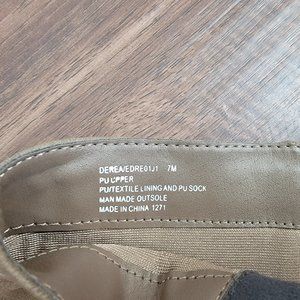 DEREA/EDRE01J1 7M
PU UPPER
PU/TEXTILE LINING AND PU SOCK
MAN MADE OUTSOLE
MADE IN CHINA 1271